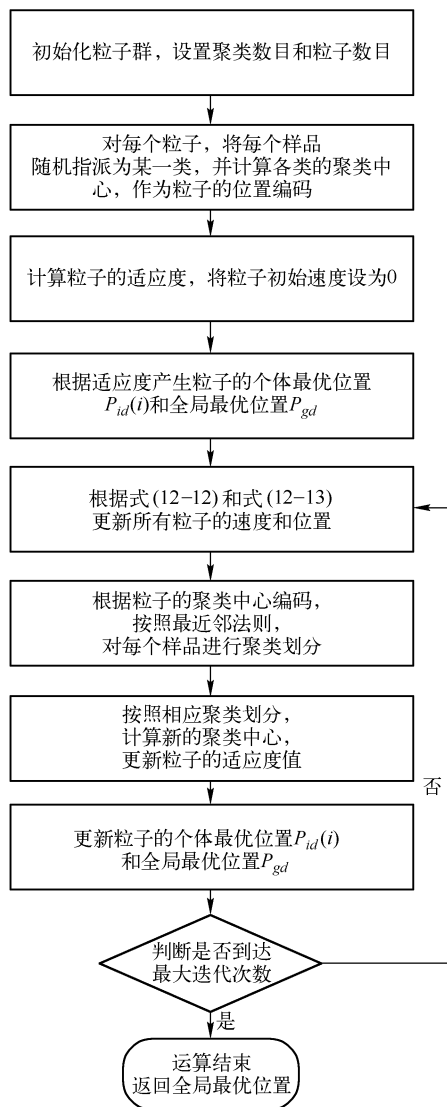 初始化粒子群，设置聚类数目和粒子数目
对每个粒子，将每个样品
随机指派为某一类，并计算各类的聚类中
心，作为粒子的位置编码
计算粒子的适应度，将粒子初始速度设为0
根据适应度产生粒子的个体最优位置
P_{id}(i)和全局最优位置P_{gd}
根据式(12-12)和式(12-13)
更新所有粒子的速度和位置
根据粒子的聚类中心编码，
按照最近邻法则，
对每个样品进行聚类划分
按照相应聚类划分，
计算新的聚类中心，
更新粒子的适应度值
否
更新粒子的个体最优位置P_{id}(i)
和全局最优位置P_{gd}
判断是否到达
最大迭代次数
是
运算结束
返回全局最优位置